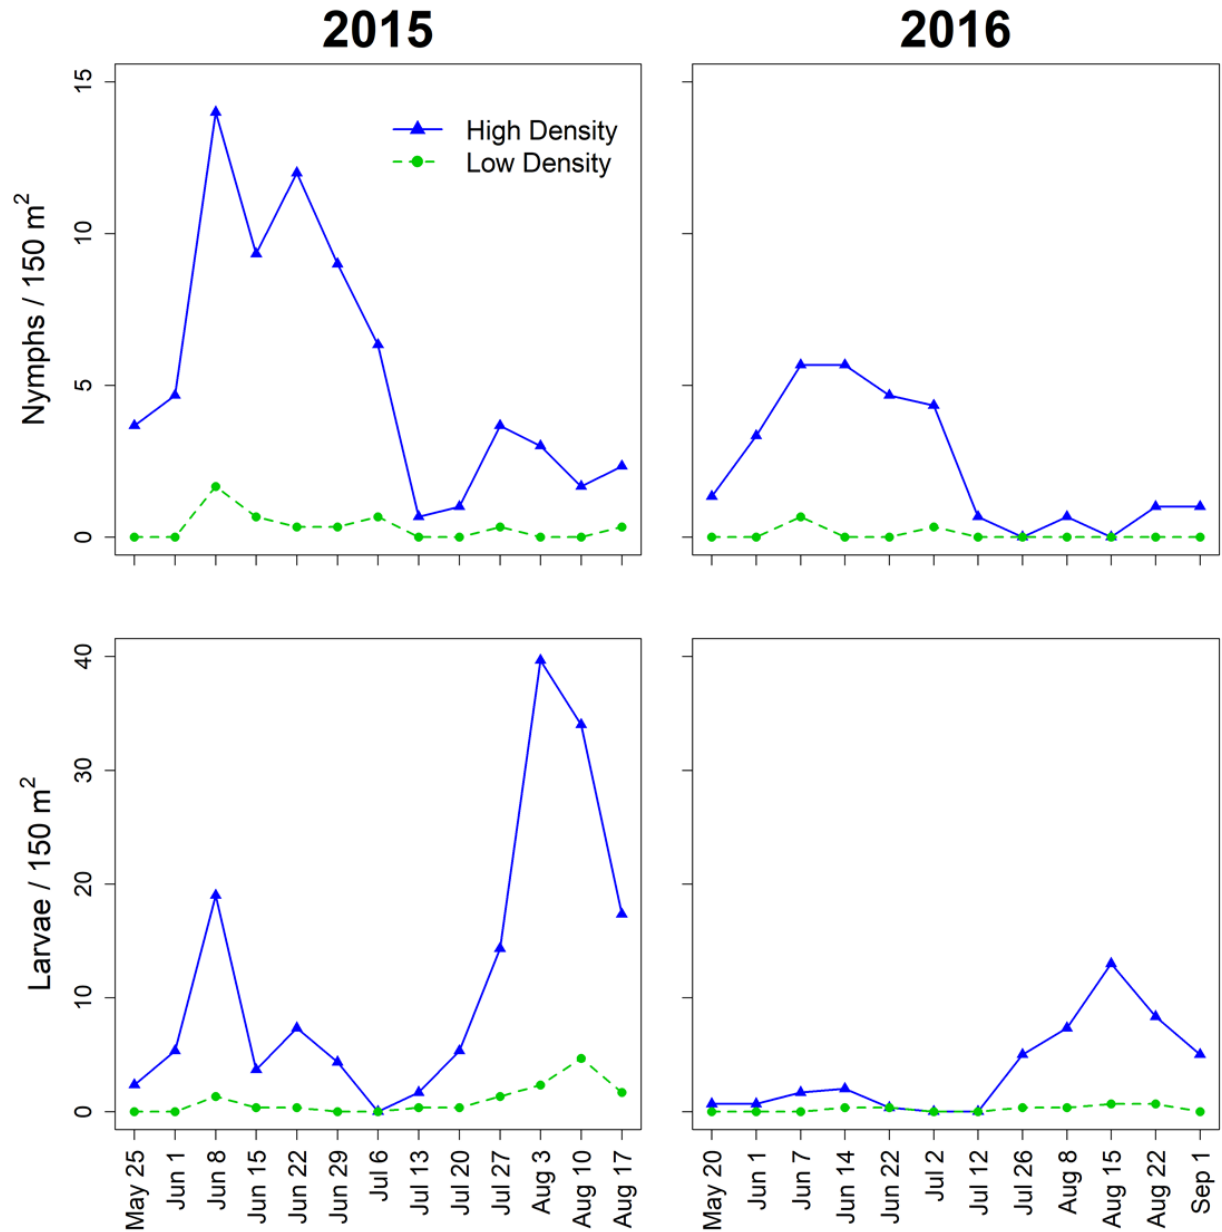 2015
2016
Nymphs / 150 m²
15
10
5
0
High Density
Low Density
Larvae / 150 m²
40
30
20
10
0
May 25
Jun 1
Jun 8
Jun 15
Jun 22
Jun 29
Jul 6
Jul 13
Jul 20
Jul 27
Aug 3
Aug 10
Aug 17
May 20
Jun 1
Jun 7
Jun 14
Jun 22
Jul 2
Jul 12
Jul 26
Aug 8
Aug 15
Aug 22
Sep 1